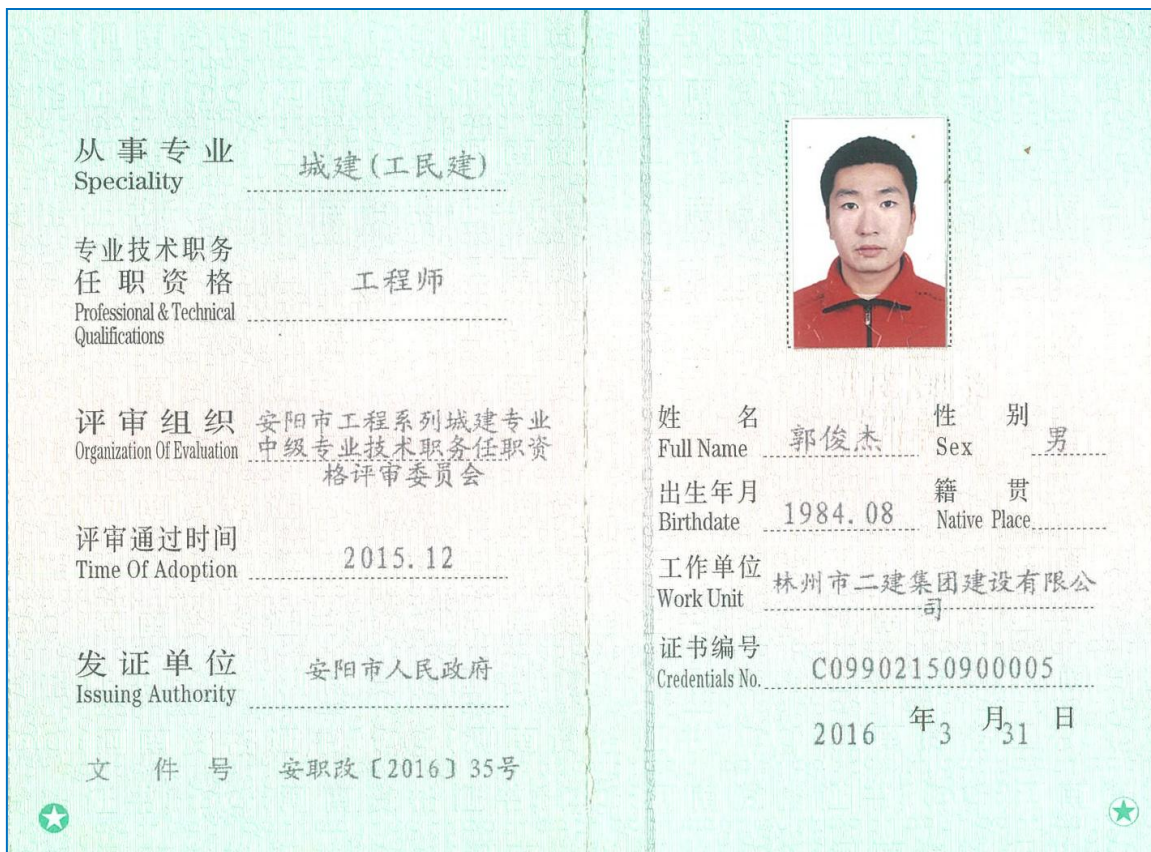 从事专业
Speciality
城建(工民建)
专业技术职务
任职资格
Professional & Technical
Qualifications
工程师
评审组织
Organization Of Evaluation
安阳市工程系列城建专业
中级专业技术职务任职资
格评审委员会
评审通过时间
Time Of Adoption
2015.12
发证单位
Issuing Authority
安阳市人民政府
文件号 安职改〔2016〕35号
姓名 郭俊杰 性别 男
Full Name Sex
出生年月 1984.08 籍贯
Birthdate Native Place
工作单位
Work Unit
林州市二建集团建设有限公
司
证书编号
Credentials No. C09902150900005
2016 年 3 月 31 日